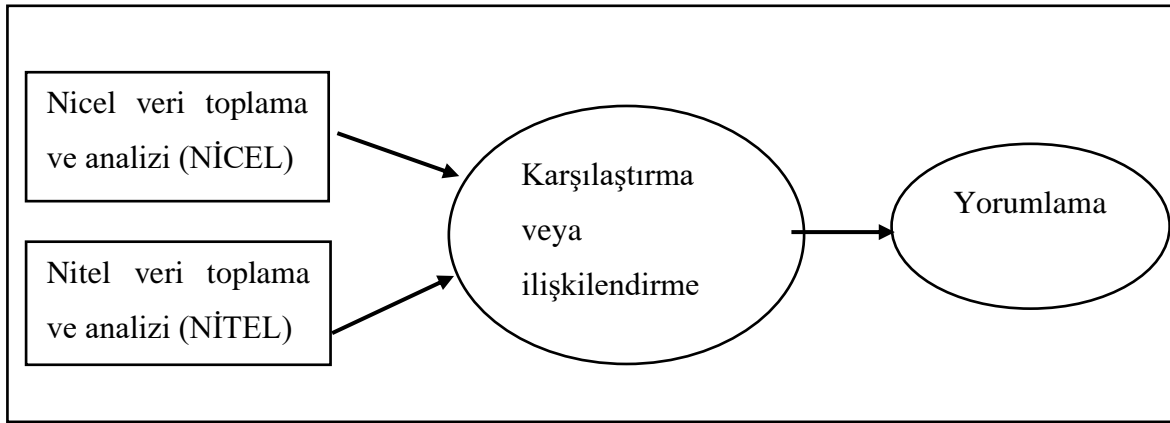 Nicel veri toplama
ve analizi (NİCEL)
Nitel veri toplama
ve analizi (NİTEL)
Karşılaştırma
veya
ilişkilendirme
Yorumlama